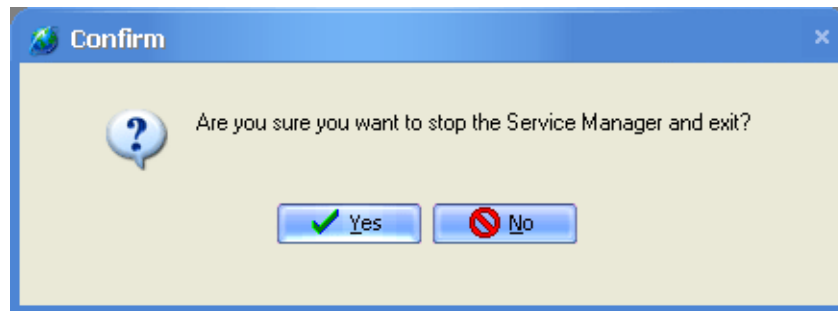 Confirm
Are you sure you want to stop the Service Manager and exit?
Yes No